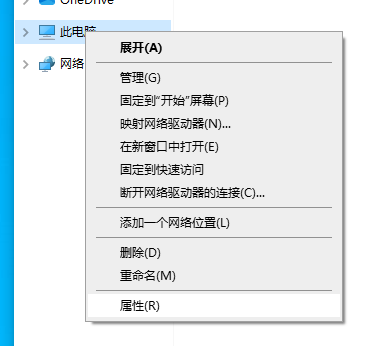 OneDrive
此电脑
网络
展开(A)
管理(G)
固定到"开始"屏幕(P)
映射网络驱动器(N)...
在新窗口中打开(E)
固定到快速访问
断开网络驱动器的连接(C)...
添加一个网络位置(L)
删除(D)
重命名(M)
属性(R)